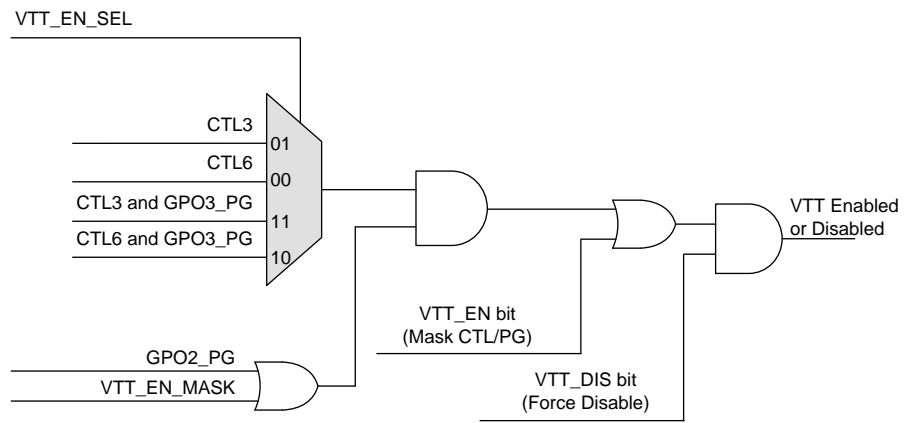 VTT_EN_SEL
CTL3
01
CTL6
00
CTL3 and GPO3_PG
11
CTL6 and GPO3_PG
10
VTT Enabled
or Disabled
VTT_EN bit
(Mask CTL/PG)
GPO2_PG
VTT_EN_MASK
VTT_DIS bit
(Force Disable)